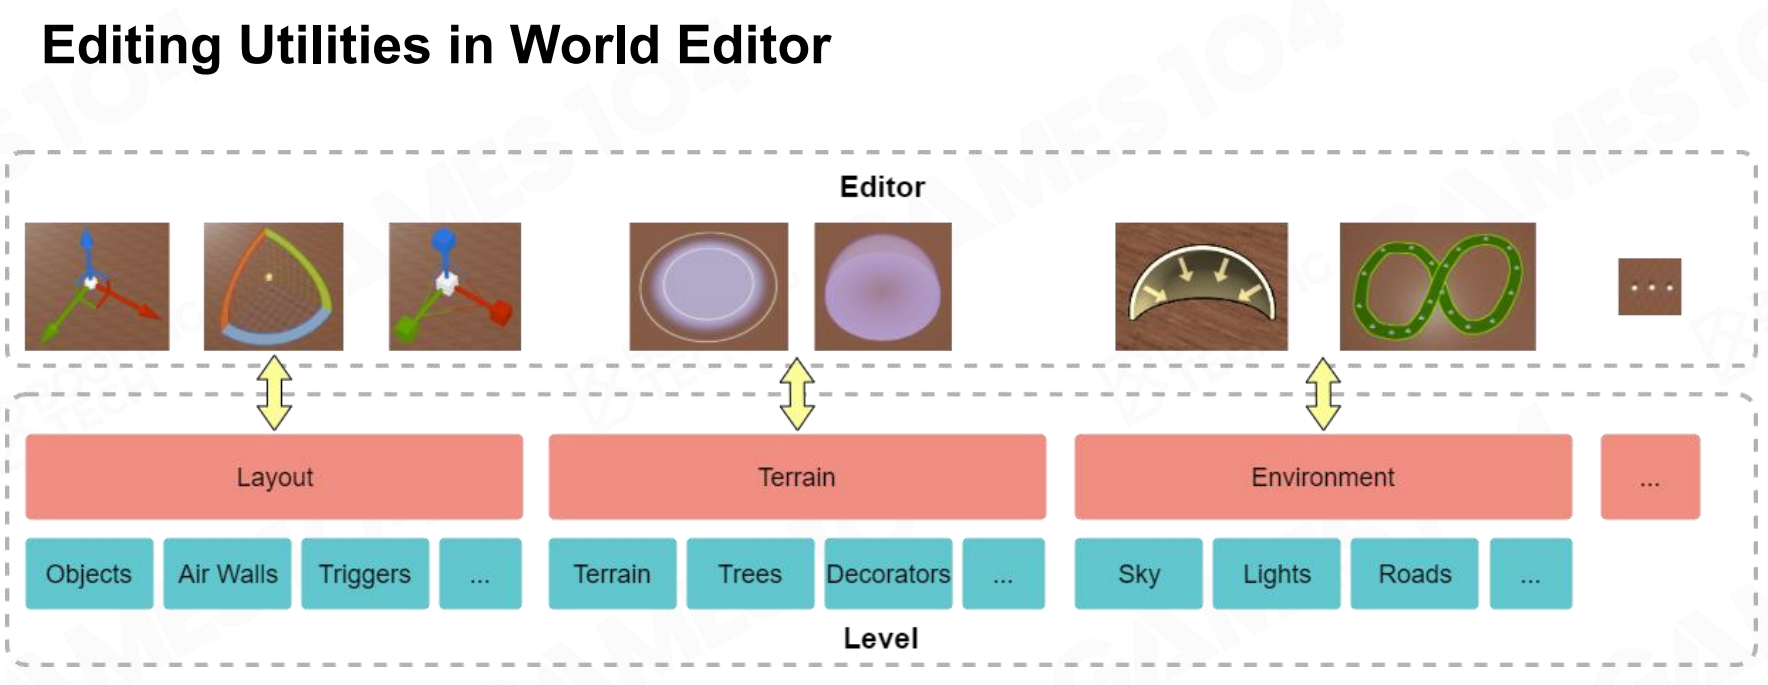 Editing Utilities in World Editor
Editor
Layout
Terrain
Environment
...
Objects
Air Walls
Triggers
...
Terrain
Trees
Decorators
...
Sky
Lights
Roads
...
Level
GAMES104